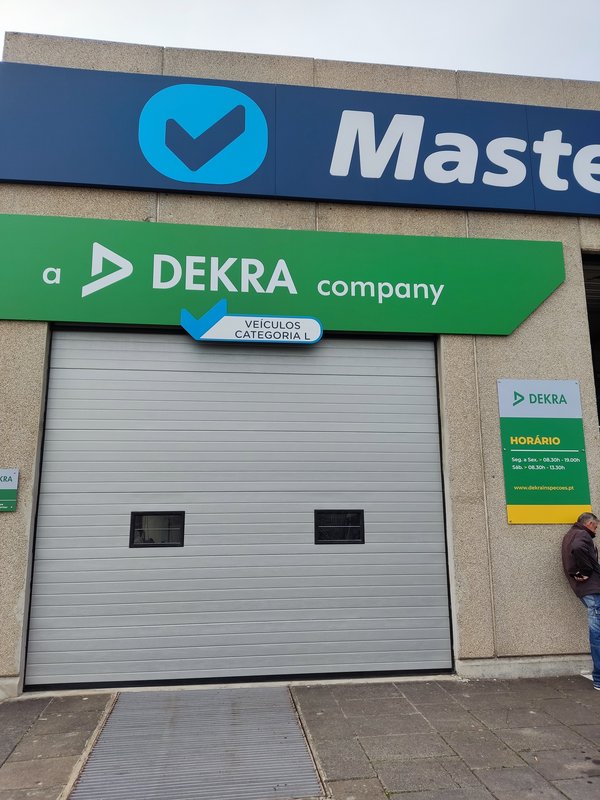 Maste
a DEKRA company
VEÍCULOS
CATEGORIA L
DEKRA
HORÁRIO
Seg. a Sex. > 08.30h - 19.00h
Sáb. > 08.30h - 13.30h
www.dekrainspecoes.pt
KRA